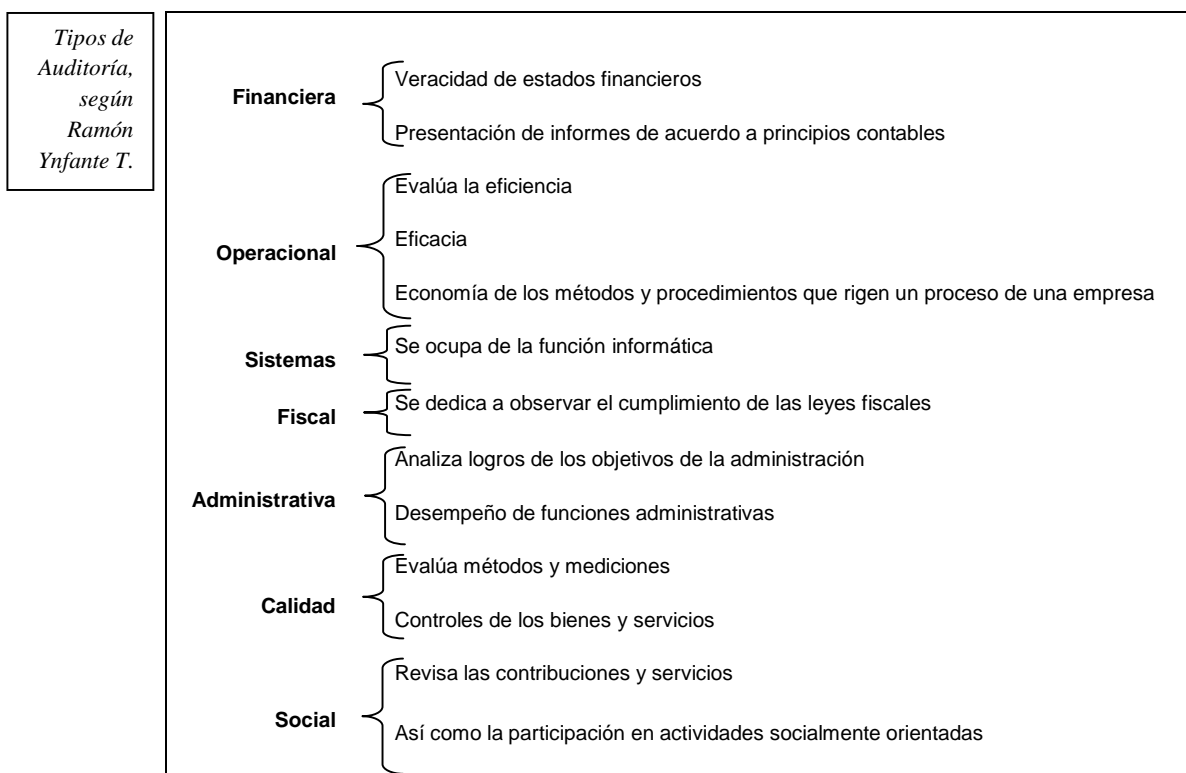 Tipos de
Auditoría,
según
Ramón
Ynfante T.
Financiera
Veracidad de estados financieros
Presentación de informes de acuerdo a principios contables
Operacional
Evalúa la eficiencia
Eficacia
Economía de los métodos y procedimientos que rigen un proceso de una empresa
Sistemas
Se ocupa de la función informática
Fiscal
Se dedica a observar el cumplimiento de las leyes fiscales
Administrativa
Analiza logros de los objetivos de la administración
Desempeño de funciones administrativas
Calidad
Evalúa métodos y mediciones
Controles de los bienes y servicios
Social
Revisa las contribuciones y servicios
Así como la participación en actividades socialmente orientadas